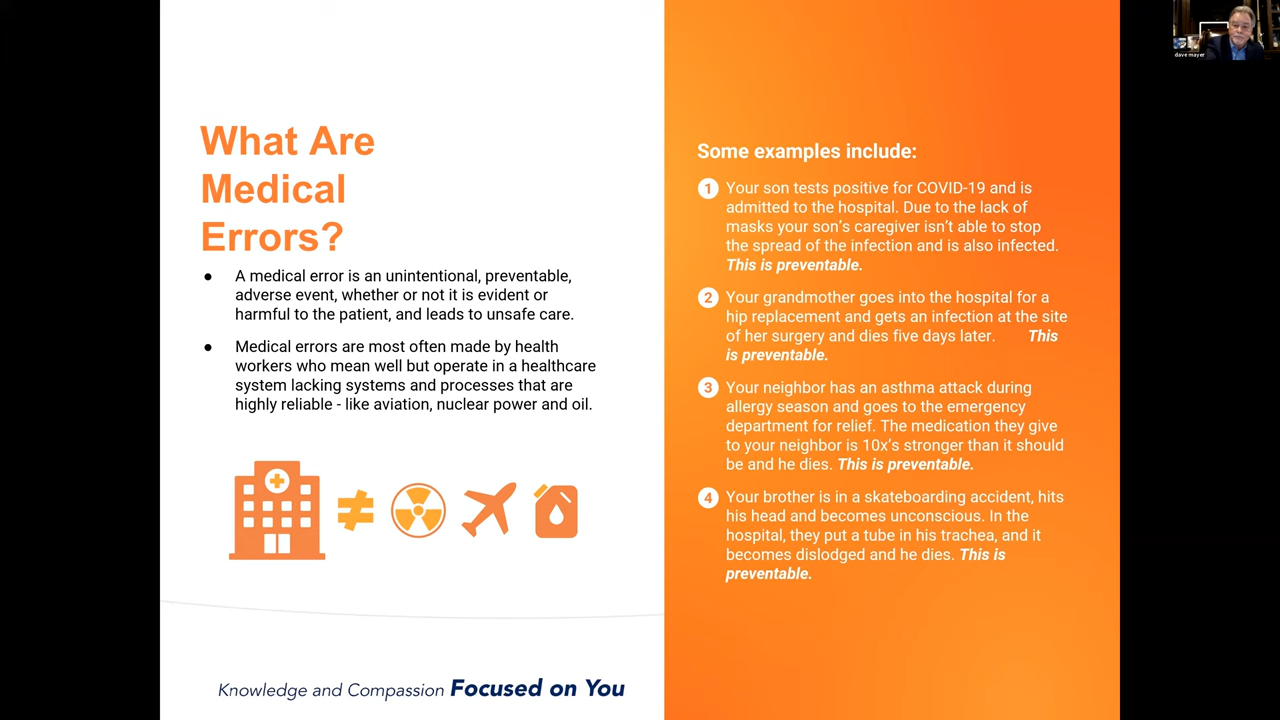 What Are
Medical
Errors?
● A medical error is an unintentional, preventable,
adverse event, whether or not it is evident or
harmful to the patient, and leads to unsafe care.
● Medical errors are most often made by health
workers who mean well but operate in a healthcare
system lacking systems and processes that are
highly reliable - like aviation, nuclear power and oil.
Knowledge and Compassion Focused on You
Some examples include:
1 Your son tests positive for COVID-19 and is
admitted to the hospital. Due to the lack of
masks your son's caregiver isn't able to stop
the spread of the infection and is also infected.
This is preventable.
2 Your grandmother goes into the hospital for a
hip replacement and gets an infection at the site
of her surgery and dies five days later. This
is preventable.
3 Your neighbor has an asthma attack during
allergy season and goes to the emergency
department for relief. The medication they give
to your neighbor is 10x's stronger than it should
be and he dies. This is preventable.
4 Your brother is in a skateboarding accident, hits
his head and becomes unconscious. In the
hospital, they put a tube in his trachea, and it
becomes dislodged and he dies. This is
preventable.
dave mayer